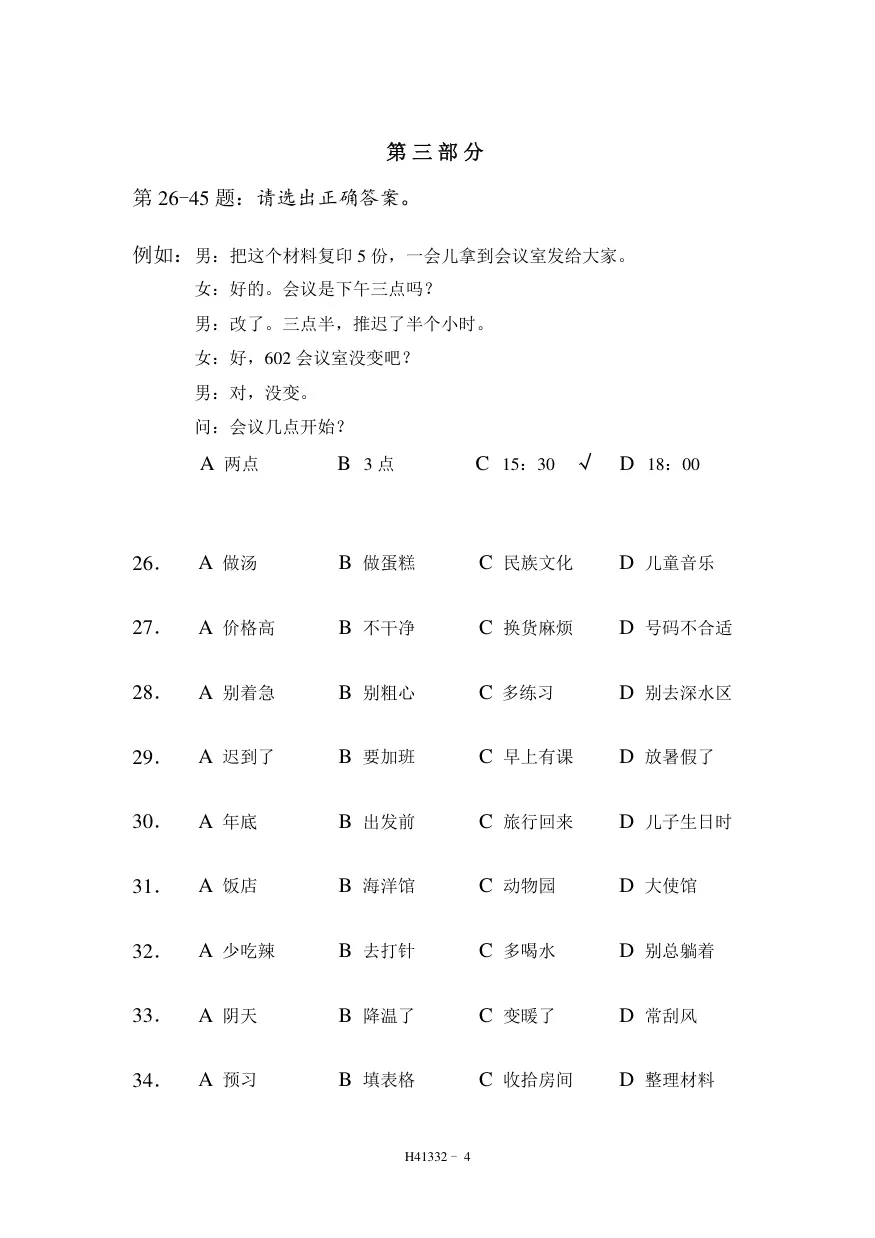 第三部分
第 26-45 题：请选出正确答案。
例如：男：把这个材料复印 5 份，一会儿拿到会议室发给大家。
女：好的。会议是下午三点吗？
男：改了。三点半，推迟了半个小时。
女：好，602 会议室没变吧？
男：对，没变。
问：会议几点开始？
A 两点 B 3 点 C 15：30 √ D 18：00
26． A 做汤 B 做蛋糕 C 民族文化 D 儿童音乐
27． A 价格高 B 不干净 C 换货麻烦 D 号码不合适
28． A 别着急 B 别粗心 C 多练习 D 别去深水区
29． A 迟到了 B 要加班 C 早上有课 D 放暑假了
30． A 年底 B 出发前 C 旅行回来 D 儿子生日时
31． A 饭店 B 海洋馆 C 动物园 D 大使馆
32． A 少吃辣 B 去打针 C 多喝水 D 别总躺着
33． A 阴天 B 降温了 C 变暖了 D 常刮风
34． A 预习 B 填表格 C 收拾房间 D 整理材料
H41332 - 4